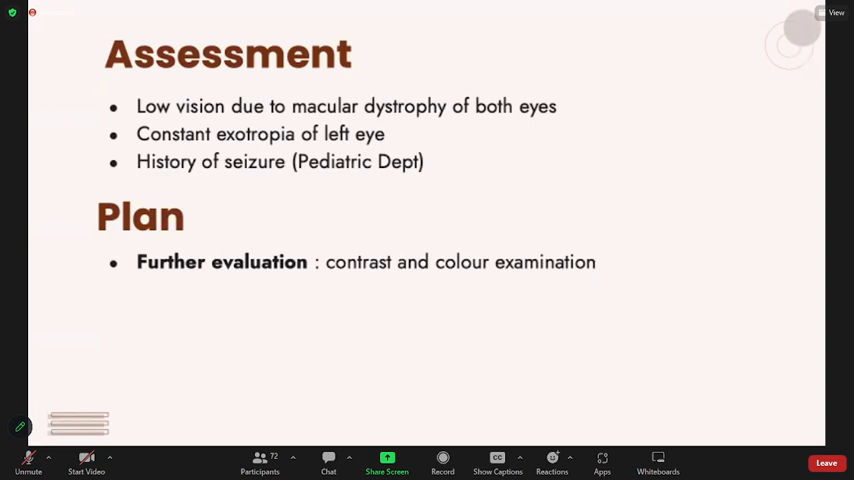 View
Assessment
• Low vision due to macular dystrophy of both eyes
• Constant exotropia of left eye
• History of seizure (Pediatric Dept)
Plan
• Further evaluation : contrast and colour examination
Unmute
Start Video
Participants 72
Chat
Share Screen
Record
CC Show Captions
Reactions
Apps
Whiteboards
Leave